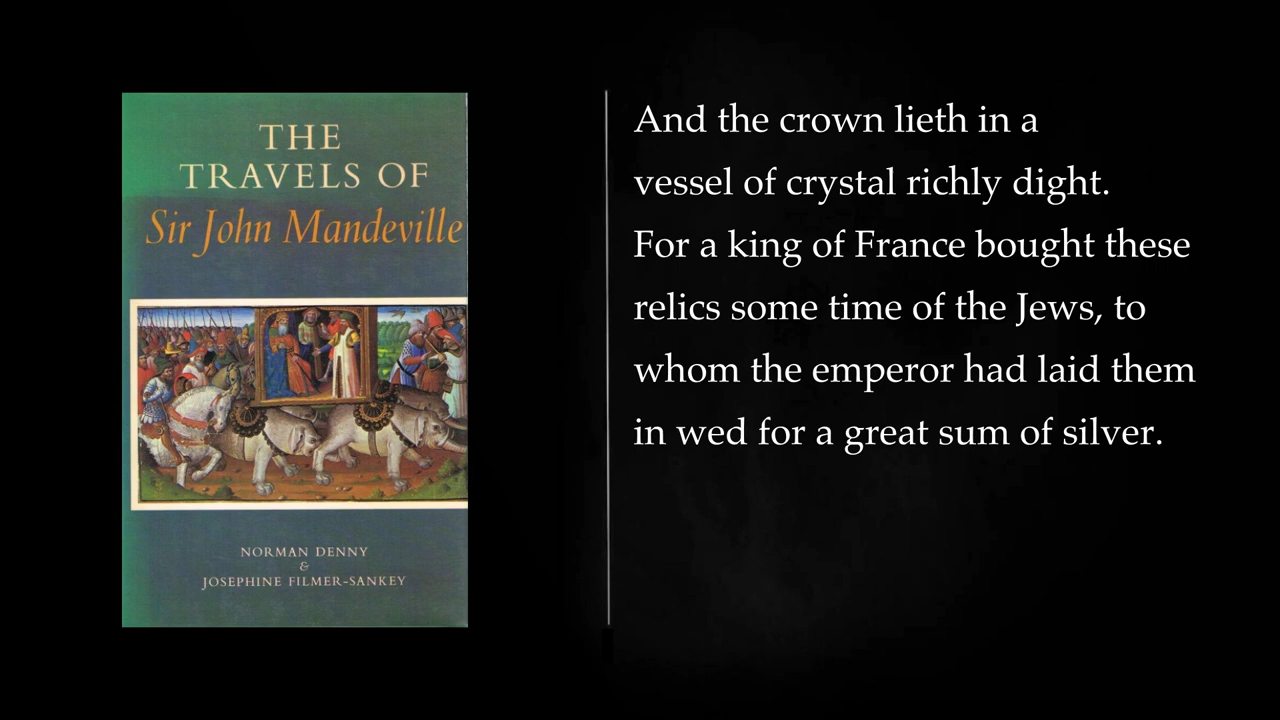 THE
TRAVELS OF
Sir John Mandeville
NORMAN DENNY
&
JOSEPHINE FILMER-SANKEY
And the crown lieth in a
vessel of crystal richly dight.
For a king of France bought these
relics some time of the Jews, to
whom the emperor had laid them
in wed for a great sum of silver.